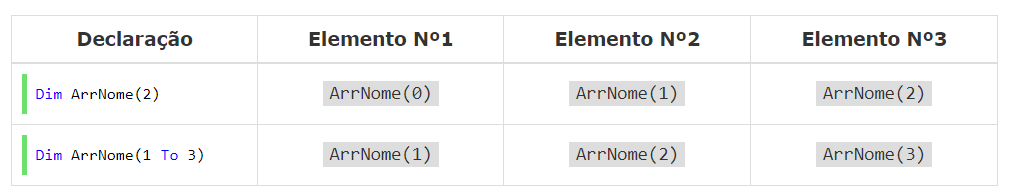 Declaração Elemento Nº1 Elemento Nº2 Elemento Nº3
Dim ArrNome(2) ArrNome(0) ArrNome(1) ArrNome(2)
Dim ArrNome(1 To 3) ArrNome(1) ArrNome(2) ArrNome(3)